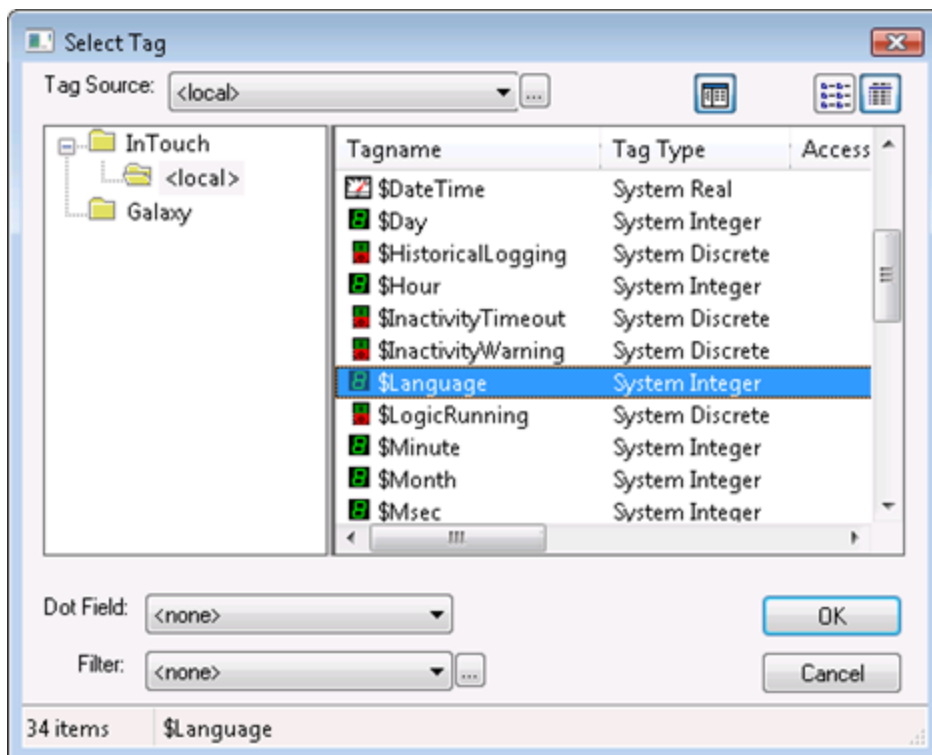 Select Tag
Tag Source: <local> ...
InTouch
<local>
Galaxy
Tagname Tag Type Access
$DateTime System Real
$Day System Integer
$HistoricalLogging System Discrete
$Hour System Integer
$InactivityTimeout System Discrete
$InactivityWarning System Discrete
$Language System Integer
$LogicRunning System Discrete
$Minute System Integer
$Month System Integer
$Msec System Integer
Dot Field: <none> OK
Filter: <none> ... Cancel
34 items $Language